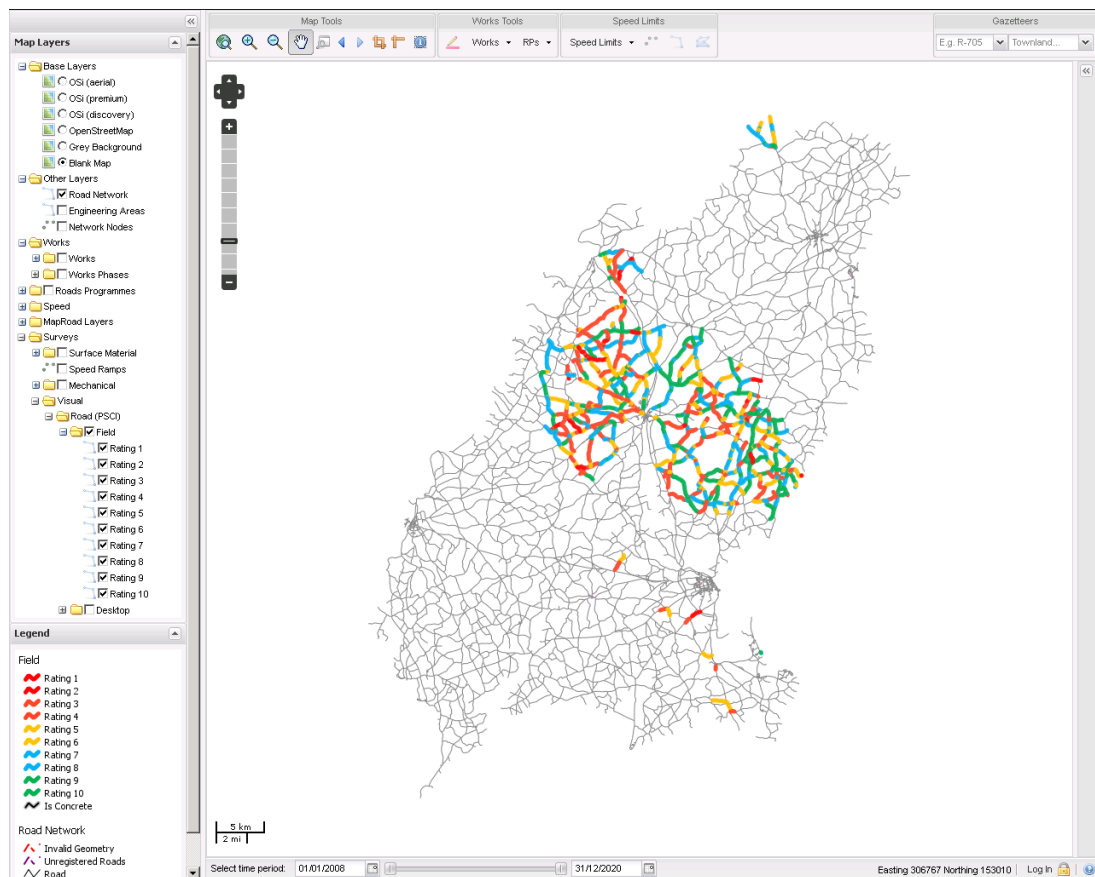 Map Tools
Works Tools
Speed Limits
Gazetteers
Works
RPs
Speed Limits
E.g. R-705
Townland...
Map Layers
Base Layers
OSi (aerial)
OSi (premium)
OSi (discovery)
OpenStreetMap
Grey Background
Blank Map
Other Layers
Road Network
Engineering Areas
Network Nodes
Works
Works
Works Phases
Roads Programmes
Speed
MapRoad Layers
Surveys
Surface Material
Speed Ramps
Mechanical
Visual
Road (PSCI)
Field
Rating 1
Rating 2
Rating 3
Rating 4
Rating 5
Rating 6
Rating 7
Rating 8
Rating 9
Rating 10
Desktop
Legend
Field
Rating 1
Rating 2
Rating 3
Rating 4
Rating 5
Rating 6
Rating 7
Rating 8
Rating 9
Rating 10
Is Concrete
Road Network
Invalid Geometry
Unregistered Roads
Road
5 km
2 mi
Select time period: 01/01/2008 31/12/2020 Easting 306767 Northing 153010 Log In